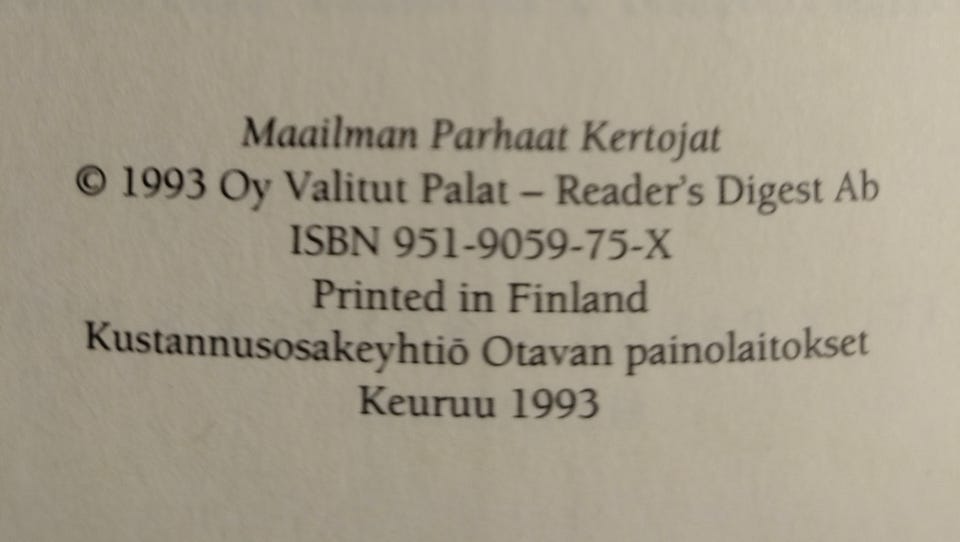 Maailman Parhaat Kertojat
© 1993 Oy Valitut Palat – Reader's Digest Ab
ISBN 951-9059-75-X
Printed in Finland
Kustannusosakeyhtiö Otavan painolaitokset
Keuruu 1993